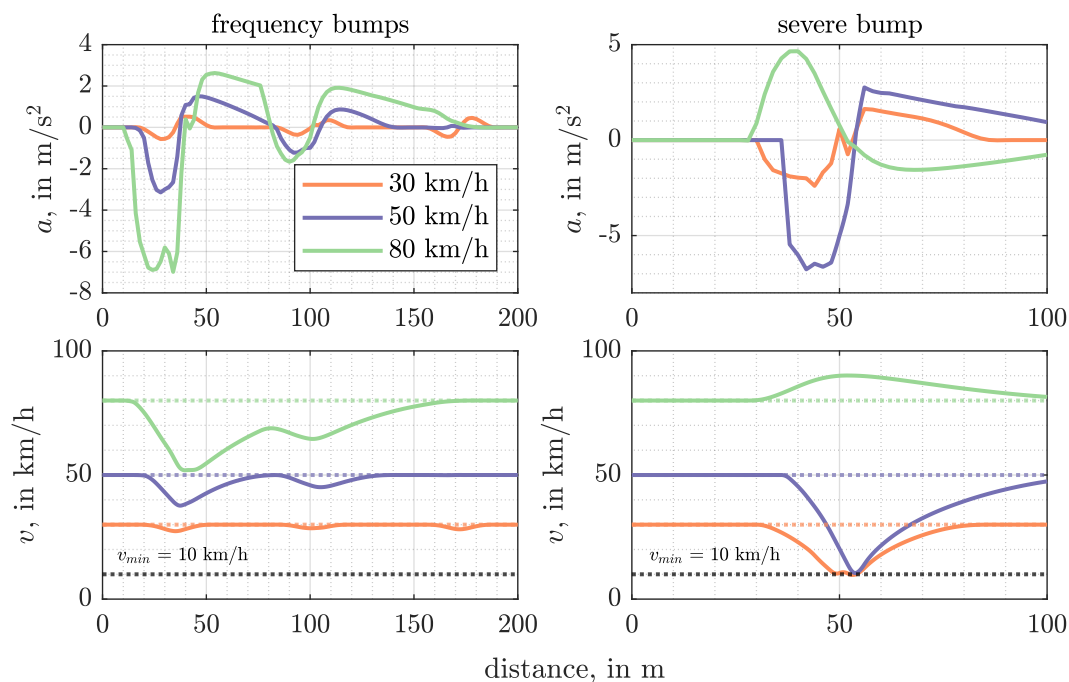 frequency bumps
severe bump
4
2
0
-2
-4
-6
-8
a, in m/s²
30 km/h
50 km/h
80 km/h
0 50 100 150 200
5
0
-5
a, in m/s²
0 50 100
100
50
0
v, in km/h
v_min = 10 km/h
0 50 100 150 200
100
50
0
v, in km/h
v_min = 10 km/h
0 50 100
distance, in m